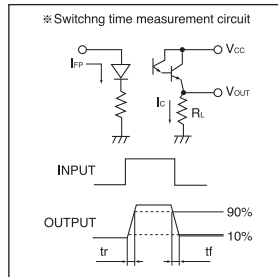 ※Switchng time measurement circuit
IFP
VCC
VOUT
IC
RL
INPUT
OUTPUT
90%
10%
tr
tf